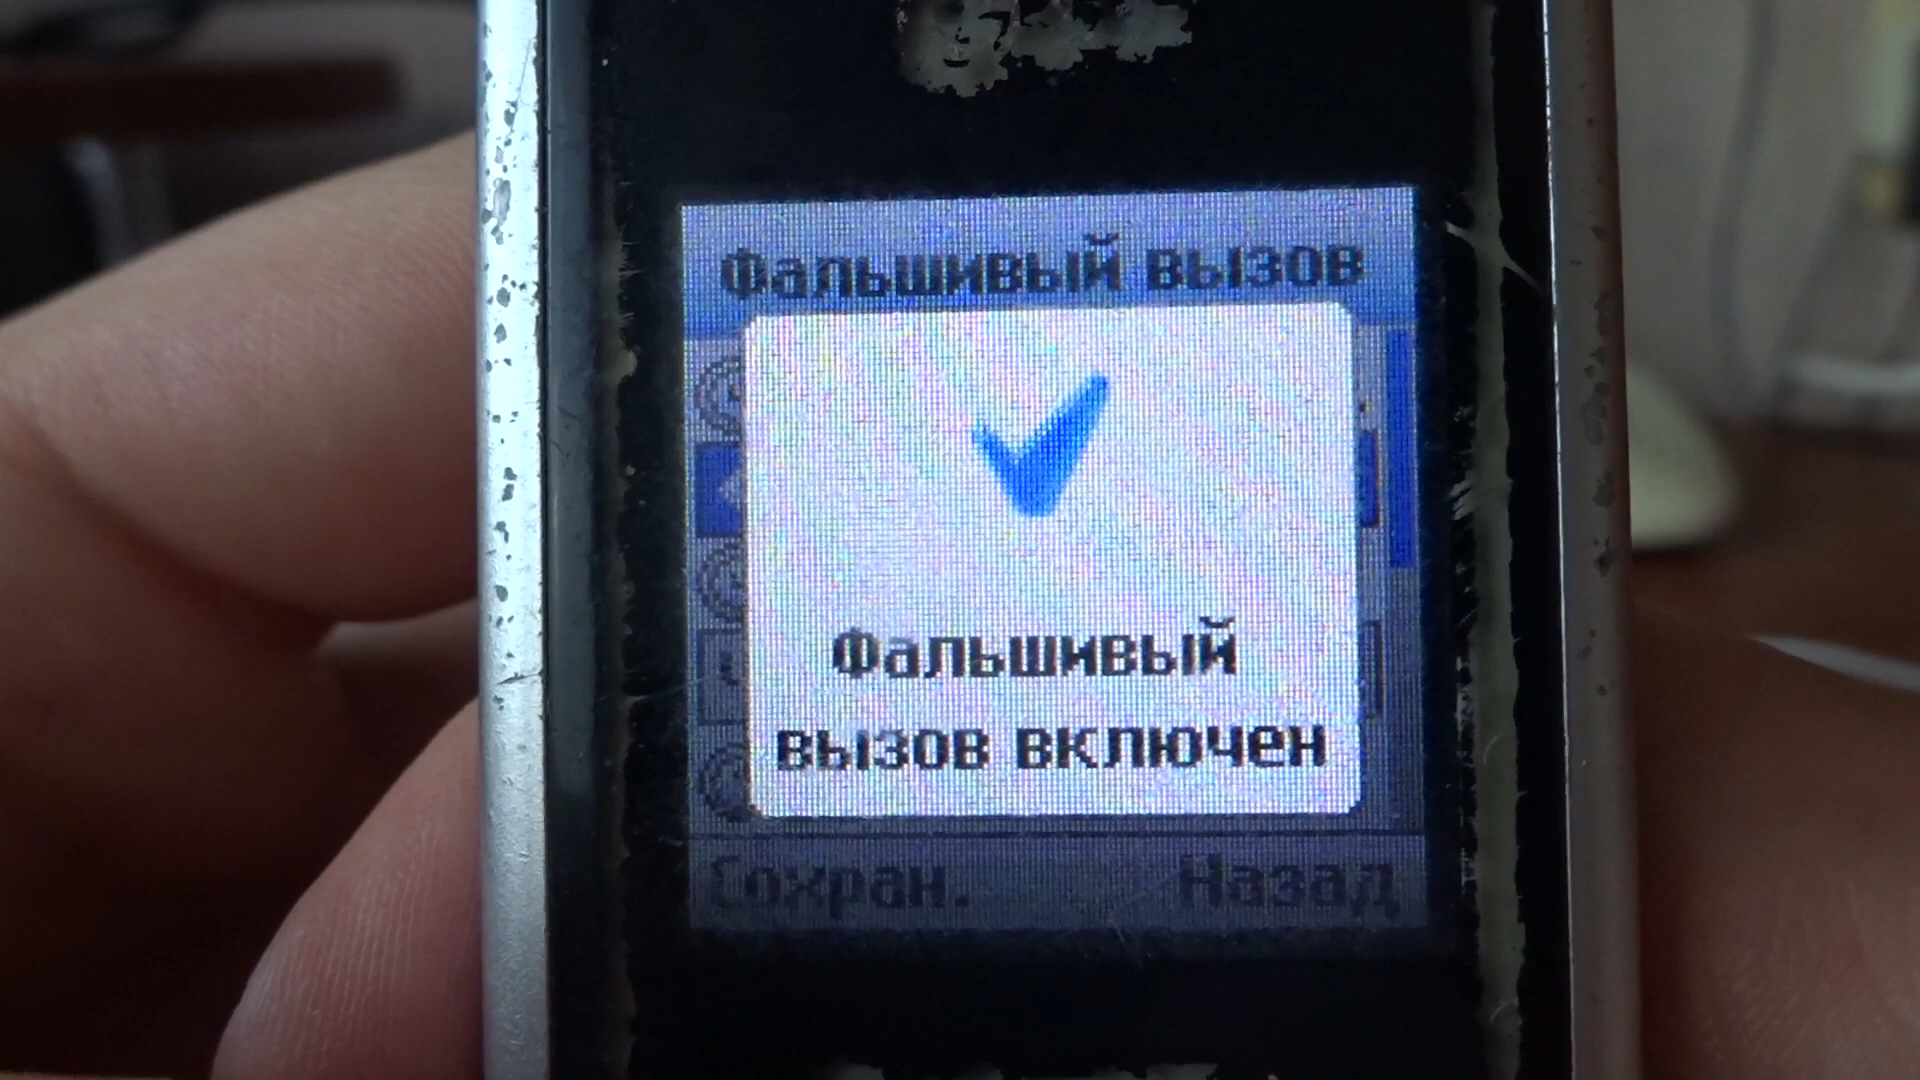 Фальшивый вызов
Фальшивый
вызов включен
Сохран. Назад